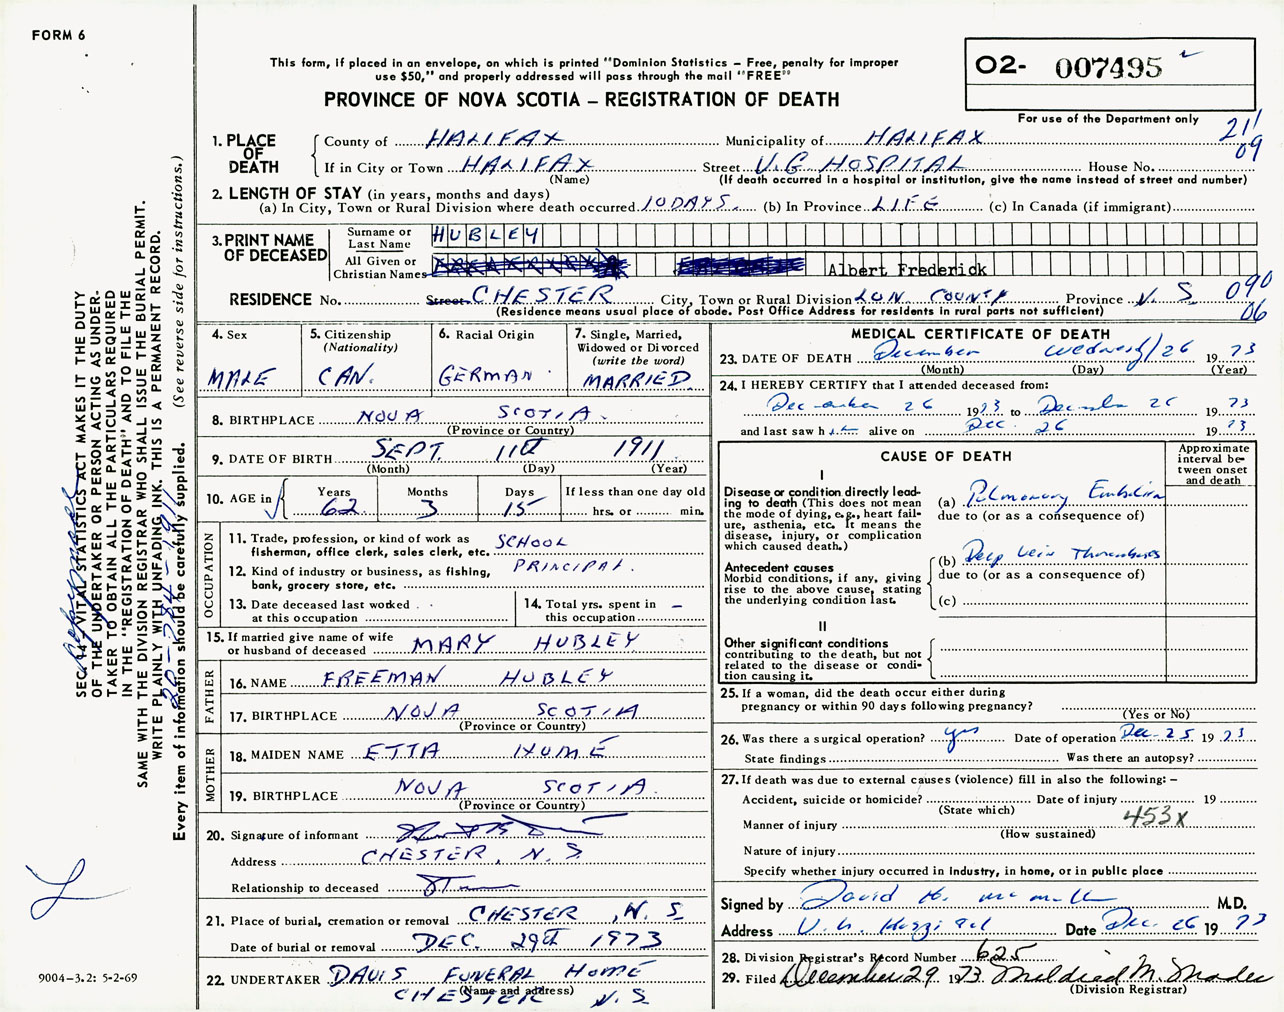 FORM 6
This form, if placed in an envelope, on which is printed "Dominion Statistics – Free, penalty for improper
use $50," and properly addressed will pass through the mail "FREE"
PROVINCE OF NOVA SCOTIA – REGISTRATION OF DEATH
02- 007495
For use of the Department only
211
09
1. PLACE OF DEATH
County of HALIFAX Municipality of HALIFAX
If in City or Town HALIFAX Street V.G. HOSPITAL House No.
(Name) (If death occurred in a hospital or institution, give the name instead of street and number)
2. LENGTH OF STAY (in years, months and days)
(a) In City, Town or Rural Division where death occurred 10 DAYS. (b) In Province LIFE (c) In Canada (if immigrant)
3. PRINT NAME OF DECEASED
Surname or Last Name HUBLEY
All Given or Christian Names Albert Frederick
RESIDENCE No. Street CHESTER City, Town or Rural Division LUN COUNTY Province N.S. 090
06
(Residence means usual place of abode. Post Office Address for residents in rural parts not sufficient)
4. Sex
MALE
5. Citizenship
(Nationality)
CAN.
6. Racial Origin
GERMAN
7. Single, Married,
Widowed or Divorced
(write the word)
MARRIED
8. BIRTHPLACE NOVA SCOTIA.
(Province or Country)
9. DATE OF BIRTH SEPT. 11th 1911
(Month) (Day) (Year)
10. AGE in
Years 62
Months 3
Days 15
If less than one day old
hrs. or min.
OCCUPATION
11. Trade, profession, or kind of work as
fisherman, office clerk, sales clerk, etc. SCHOOL
12. Kind of industry or business, as fishing,
bank, grocery store, etc. PRINCIPAL.
13. Date deceased last worked
at this occupation
14. Total yrs. spent in
this occupation –
15. If married give name of wife
or husband of deceased MARY HUBLEY
FATHER
16. NAME FREEMAN HUBLEY
17. BIRTHPLACE NOVA SCOTIA
(Province or Country)
MOTHER
18. MAIDEN NAME ETTA HUME
19. BIRTHPLACE NOVA SCOTIA
(Province or Country)
20. Signature of informant
Address CHESTER, N.S.
Relationship to deceased
21. Place of burial, cremation or removal CHESTER, N.S
Date of burial or removal DEC. 29th 1973
22. UNDERTAKER DAVIS FUNERAL HOME
(Name and address)
CHESTER N.S
MEDICAL CERTIFICATE OF DEATH
23. DATE OF DEATH December Wednesday/26 1973
(Month) (Day) (Year)
24. I HEREBY CERTIFY that I attended deceased from:
December 26 1973 to December 26 1973
and last saw him alive on Dec. 26 1973
CAUSE OF DEATH
Approximate
interval be-
tween onset
and death
I
Disease or condition directly lead-
ing to death (This does not mean
the mode of dying, e.g., heart fail-
ure, asthenia, etc. It means the
disease, injury, or complication
which caused death.)
(a) Pulmonary Embolism
due to (or as a consequence of)
Antecedent causes
Morbid conditions, if any, giving
rise to the above cause, stating
the underlying condition last.
(b) Deep Vein Thrombosis
due to (or as a consequence of)
(c)
II
Other significant conditions
contributing to the death, but not
related to the disease or condi-
tion causing it.
25. If a woman, did the death occur either during
pregnancy or within 90 days following pregnancy?
(Yes or No)
26. Was there a surgical operation? yes Date of operation Dec. 25 1973
State findings Was there an autopsy?
27. If death was due to external causes (violence) fill in also the following: –
Accident, suicide or homicide? Date of injury 19
(State which)
453x
Manner of injury
(How sustained)
Nature of injury
Specify whether injury occurred in industry, in home, or in public place
Signed by David H. M.D.
Address V.G. Hospital Date Dec. 26 1973
28. Division Registrar's Record Number 625
29. Filed December 29 1973 Mildred M.
(Division Registrar)
SEC. 14, VITAL STATISTICS ACT MAKES IT THE DUTY
OF THE UNDERTAKER OR PERSON ACTING AS UNDER-
TAKER TO OBTAIN ALL THE PARTICULARS REQUIRED
IN THE "REGISTRATION OF DEATH" AND TO FILE THE
SAME WITH THE DIVISION REGISTRAR WHO SHALL ISSUE THE BURIAL PERMIT.
WRITE PLAINLY WITH UNFADING INK. THIS IS A PERMANENT RECORD.
Every item of information should be carefully supplied. (See reverse side for instructions.)
9004-3.2: 5-2-69